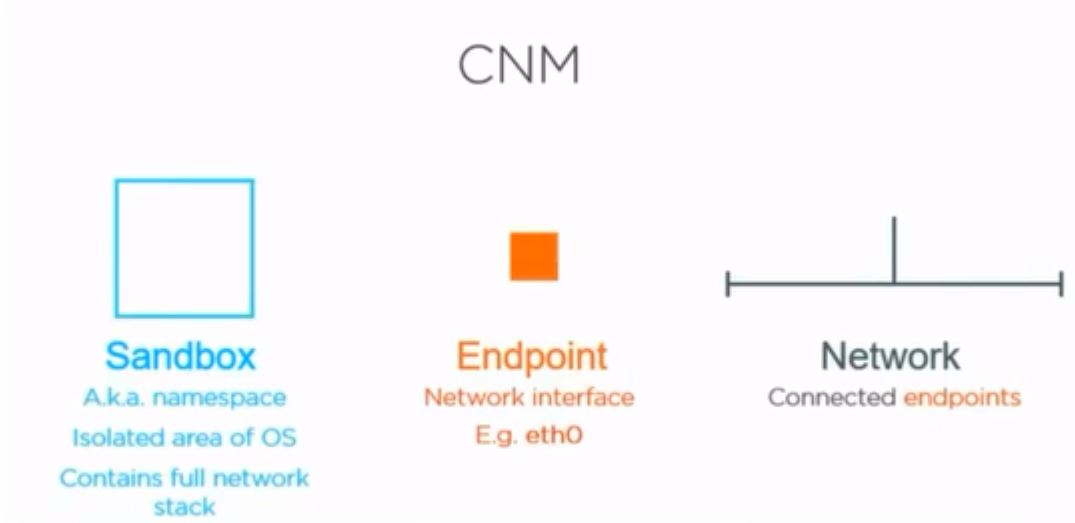 CNM
Sandbox
A.k.a. namespace
Isolated area of OS
Contains full network
stack
Endpoint
Network interface
E.g. eth0
Network
Connected endpoints